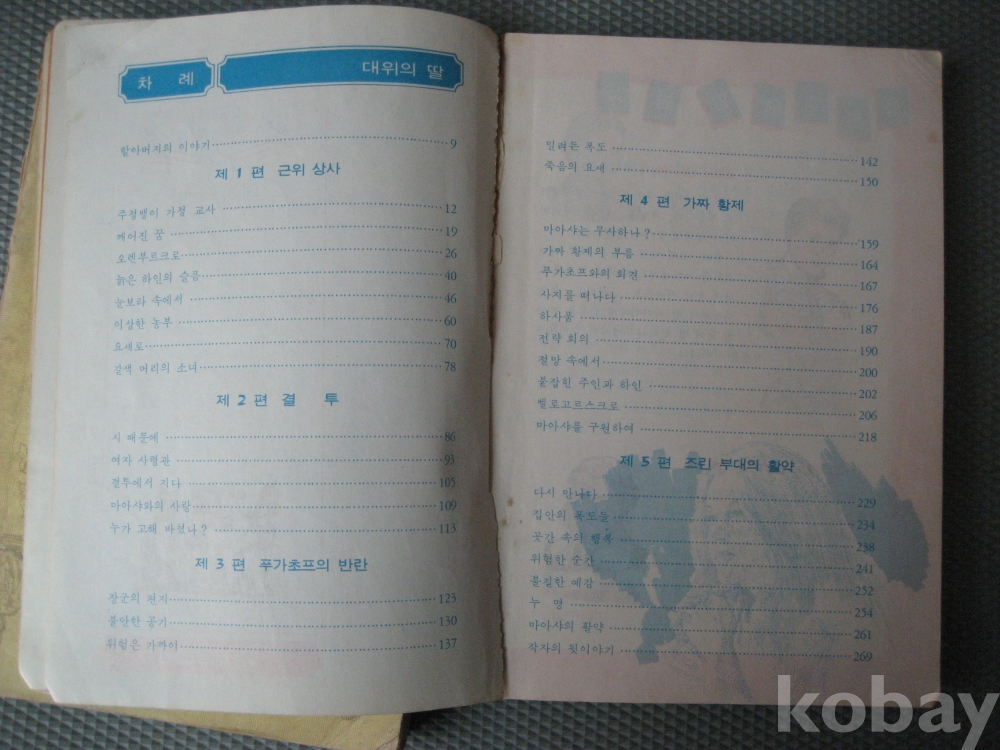 차 례
대위의 딸
할아버지의 이야기 9
제 1 편 근위 상사
주정뱅이 가정 교사 12
깨어진 꿈 19
오렌부르크로 26
늙은 하인의 슬픔 40
눈보라 속에서 46
이상한 농부 60
요새로 70
갈색 머리의 소녀 78
제 2 편 결 투
시 때문에 86
여자 사령관 93
결투에서 지다 105
마아샤와의 사랑 109
누가 고해 바쳤나? 113
제 3 편 푸가초프의 반란
장군의 편지 123
불안한 공기 130
위험은 가까이 137
밀려든 폭도 142
죽음의 요새 150
제 4 편 가짜 황제
마아샤는 무사하나? 159
가짜 황제의 부름 164
푸가초프와의 회견 167
사지를 떠나다 176
하사품 187
전략 회의 190
절망 속에서 200
붙잡힌 주인과 하인 202
벨로고르스크로 206
마아샤를 구원하여 218
제 5 편 조린 부대의 활약
다시 만나다 229
집안의 폭도들 234
곳간 속의 행복 238
위험한 순간 241
불길한 예감 252
누 명 254
마아샤의 활약 261
작자의 뒷이야기 269
kobay